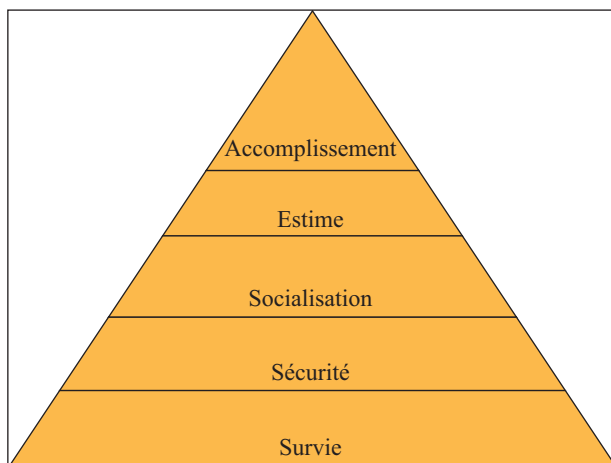 Accomplissement
Estime
Socialisation
Sécurité
Survie